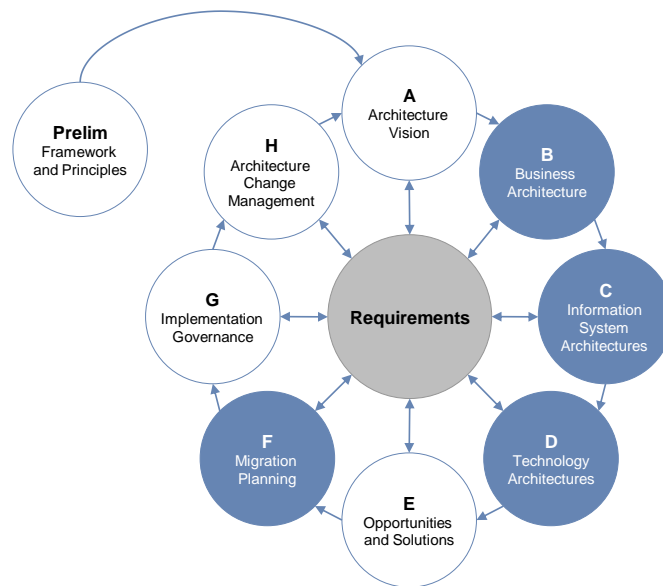 Prelim
Framework
and Principles
A
Architecture
Vision
B
Business
Architecture
C
Information
System
Architectures
D
Technology
Architectures
E
Opportunities
and Solutions
F
Migration
Planning
G
Implementation
Governance
H
Architecture
Change
Management
Requirements